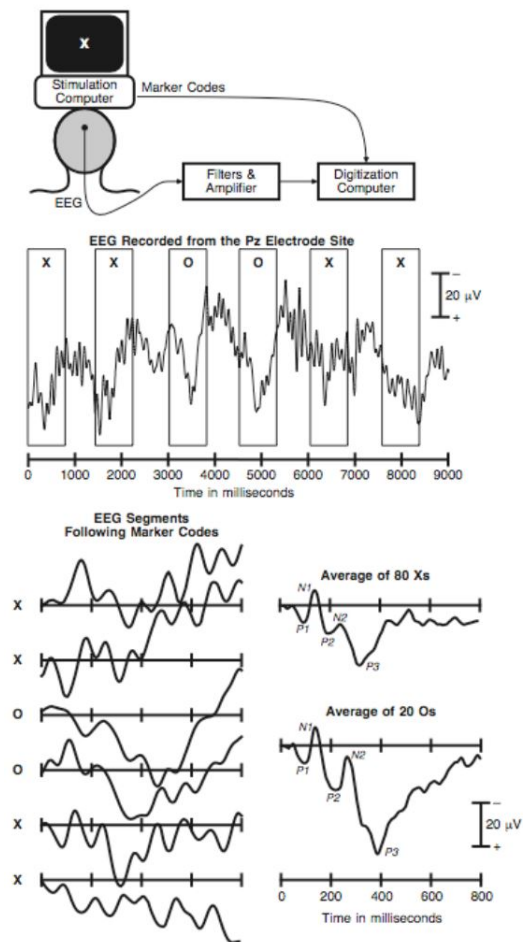 X
Stimulation
Computer
Marker Codes
EEG
Filters &
Amplifier
Digitization
Computer
EEG Recorded from the Pz Electrode Site
X X O O X X
−
20 μV
+
0 1000 2000 3000 4000 5000 6000 7000 8000 9000
Time in milliseconds
EEG Segments
Following Marker Codes
X
X
O
O
X
X
Average of 80 Xs
N1
P1
N2
P2
P3
Average of 20 Os
N1
N2
P1
P2
P3
−
20 μV
+
0 200 400 600 800
Time in milliseconds